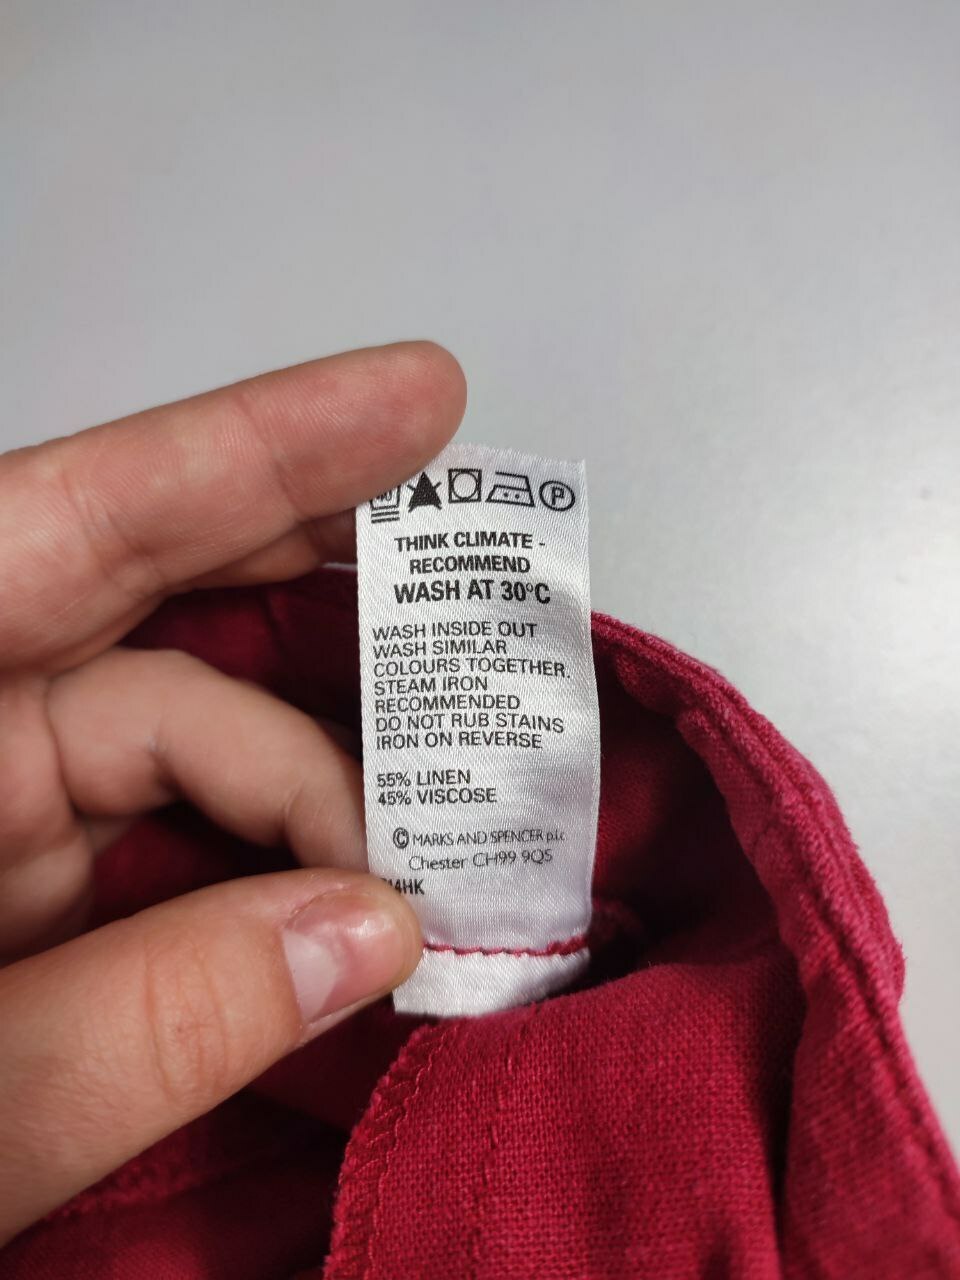 P
THINK CLIMATE -
RECOMMEND
WASH AT 30°C
WASH INSIDE OUT
WASH SIMILAR
COLOURS TOGETHER.
STEAM IRON
RECOMMENDED
DO NOT RUB STAINS
IRON ON REVERSE
55% LINEN
45% VISCOSE
© MARKS AND SPENCER p.l.c
Chester CH99 9QS